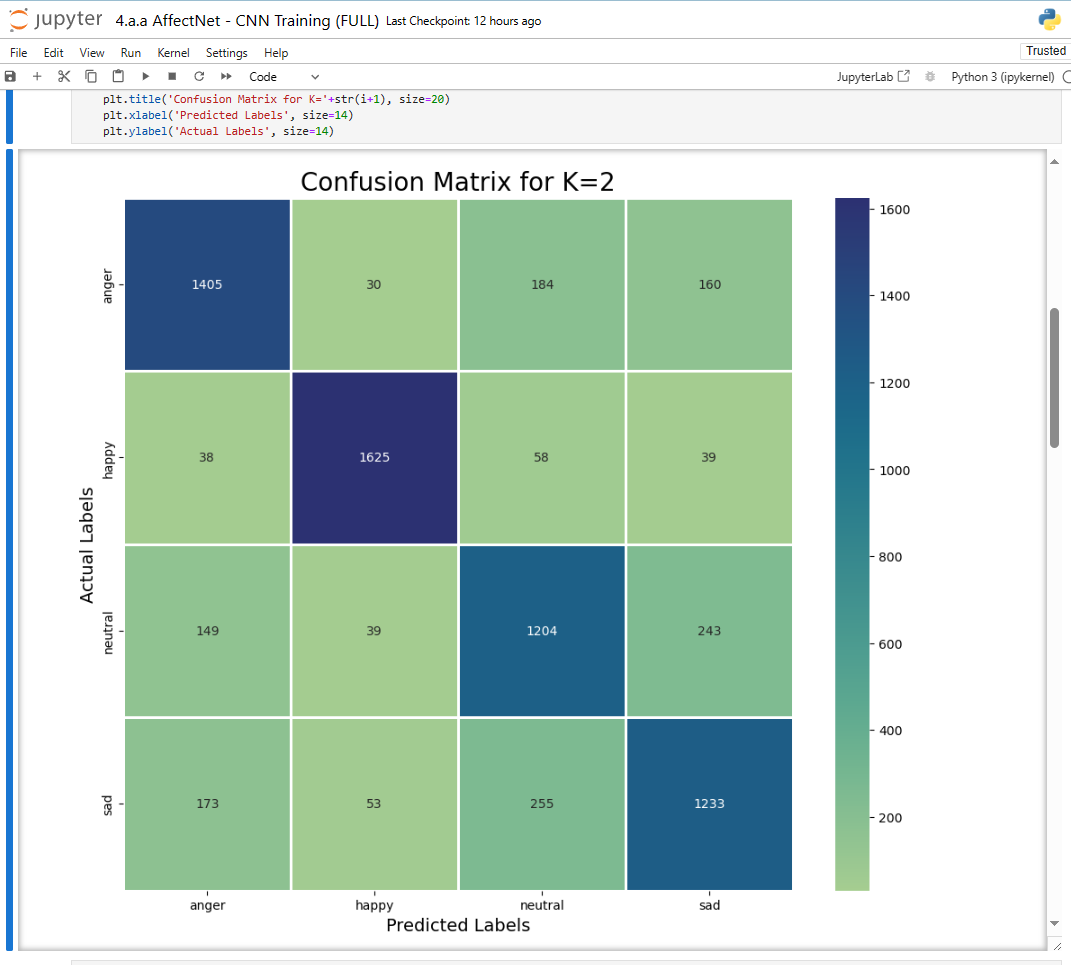 jupyter 4.a.a AffectNet - CNN Training (FULL) Last Checkpoint: 12 hours ago
File Edit View Run Kernel Settings Help Trusted
Code JupyterLab Python 3 (ipykernel)
plt.title('Confusion Matrix for K='+str(i+1), size=20)
plt.xlabel('Predicted Labels', size=14)
plt.ylabel('Actual Labels', size=14)
Confusion Matrix for K=2
1600
anger 1405 30 184 160
1400
1200
happy 38 1625 58 39
1000
Actual Labels
800
neutral 149 39 1204 243
600
400
sad 173 53 255 1233
200
anger happy neutral sad
Predicted Labels